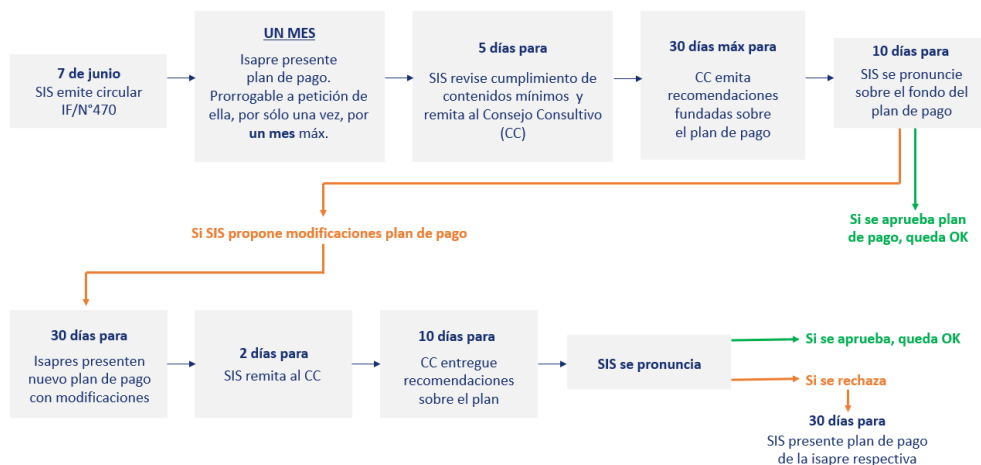 7 de junio
SIS emite circular
IF/N°470
UN MES
Isapre presente
plan de pago.
Prorrogable a petición de
ella, por sólo una vez, por
un mes máx.
5 días para
SIS revise cumplimiento de
contenidos mínimos y
remita al Consejo Consultivo
(CC)
30 días máx para
CC emita
recomendaciones
fundadas sobre
el plan de pago
10 días para
SIS se pronuncie
sobre el fondo del
plan de pago
Si SIS propone modificaciones plan de pago
Si se aprueba plan
de pago, queda OK
30 días para
Isapres presenten
nuevo plan de pago
con modificaciones
2 días para
SIS remita al CC
10 días para
CC entregue
recomendaciones
sobre el plan
SIS se pronuncia
Si se aprueba, queda OK
Si se rechaza
30 días para
SIS presente plan de pago
de la isapre respectiva